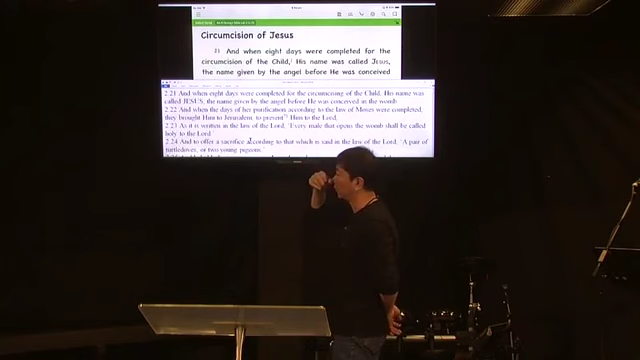 Circumcision of Jesus
21 And when eight days were completed for the
circumcision of the Child, His name was called Jesus,
the name given by the angel before He was conceived
2.21 And when eight days were completed for the circumcising of the Child, His name was
called JESUS, the name given by the angel before He was conceived in the womb.
2.22 And when the days of her purification according to the law of Moses were completed,
they brought Him to Jerusalem, to present Him to the Lord.
2.23 As it is written in the law of the Lord, 'Every male that opens the womb shall be called
holy to the Lord'
2.24 And to offer a sacrifice according to that which is said in the law of the Lord, 'A pair of
turtledoves, or two young pigeons.'